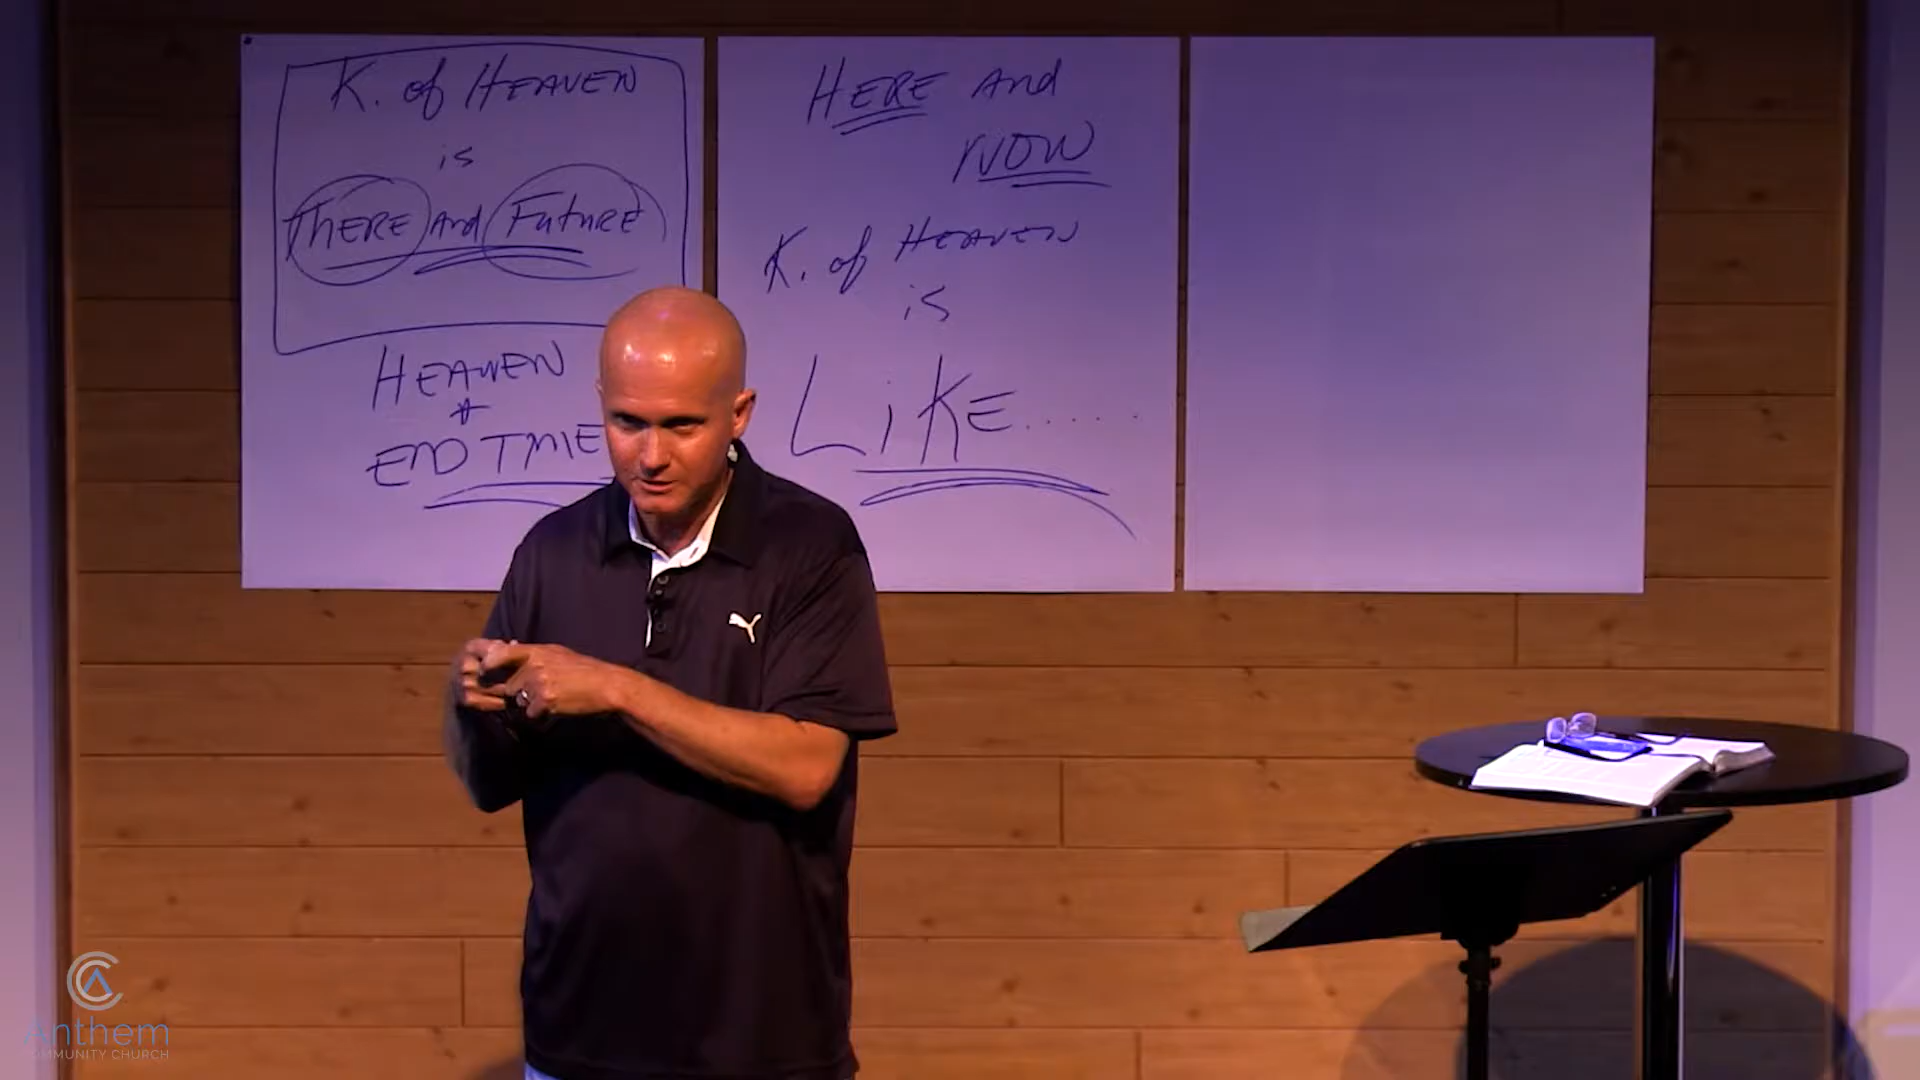 K. of HEAVEN
is
THERE And FuturE
HEAVEN
+
END TIME
HERE And
NOW
K. of HEAVEN
is
LiKE......
Anthem
COMMUNITY CHURCH